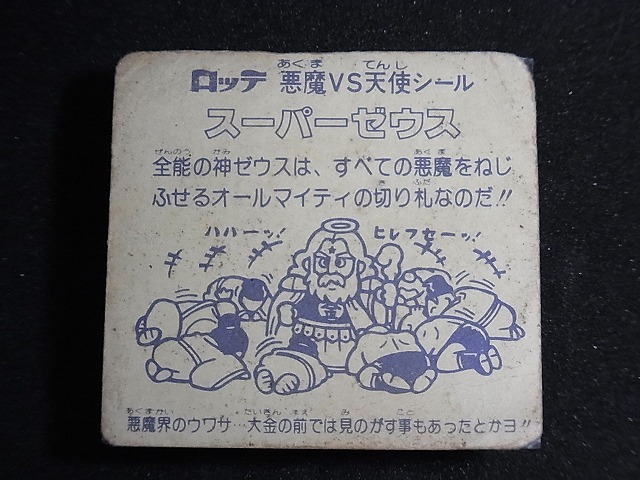 ロッテ 悪魔VS天使シール
スーパーゼウス
全能の神ゼウスは、すべての悪魔をねじ
ふせるオールマイティの切り札なのだ!!
ハハーッ! ヒレフセーッ!
金
悪魔界のウワサ…大金の前では見のがす事もあったとかヨ!!